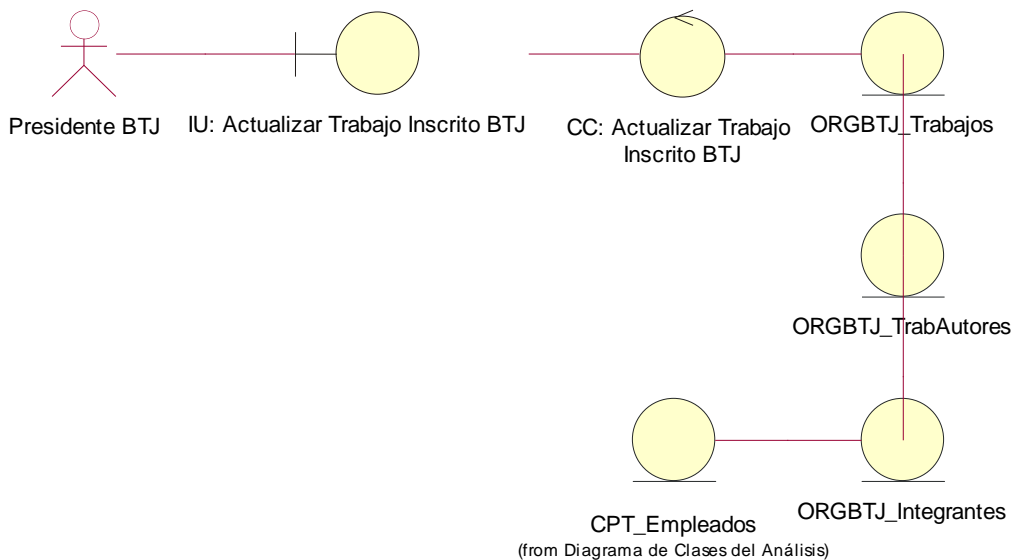 Presidente BTJ
IU: Actualizar Trabajo Inscrito BTJ
CC: Actualizar Trabajo
Inscrito BTJ
ORGBTJ_Trabajos
ORGBTJ_TrabAutores
CPT_Empleados
(from Diagrama de Clases del Análisis)
ORGBTJ_Integrantes